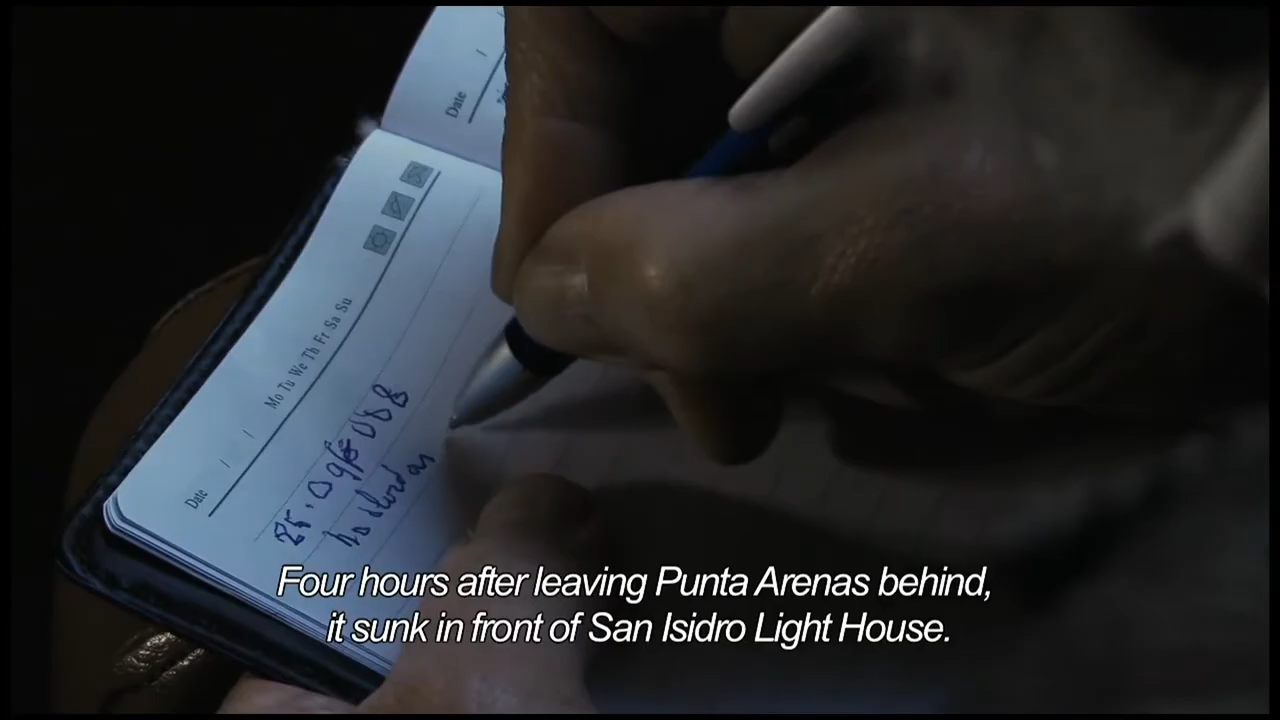 Date
Date / /
Mo Tu We Th Fr Sa Su
Four hours after leaving Punta Arenas behind,
it sunk in front of San Isidro Light House.